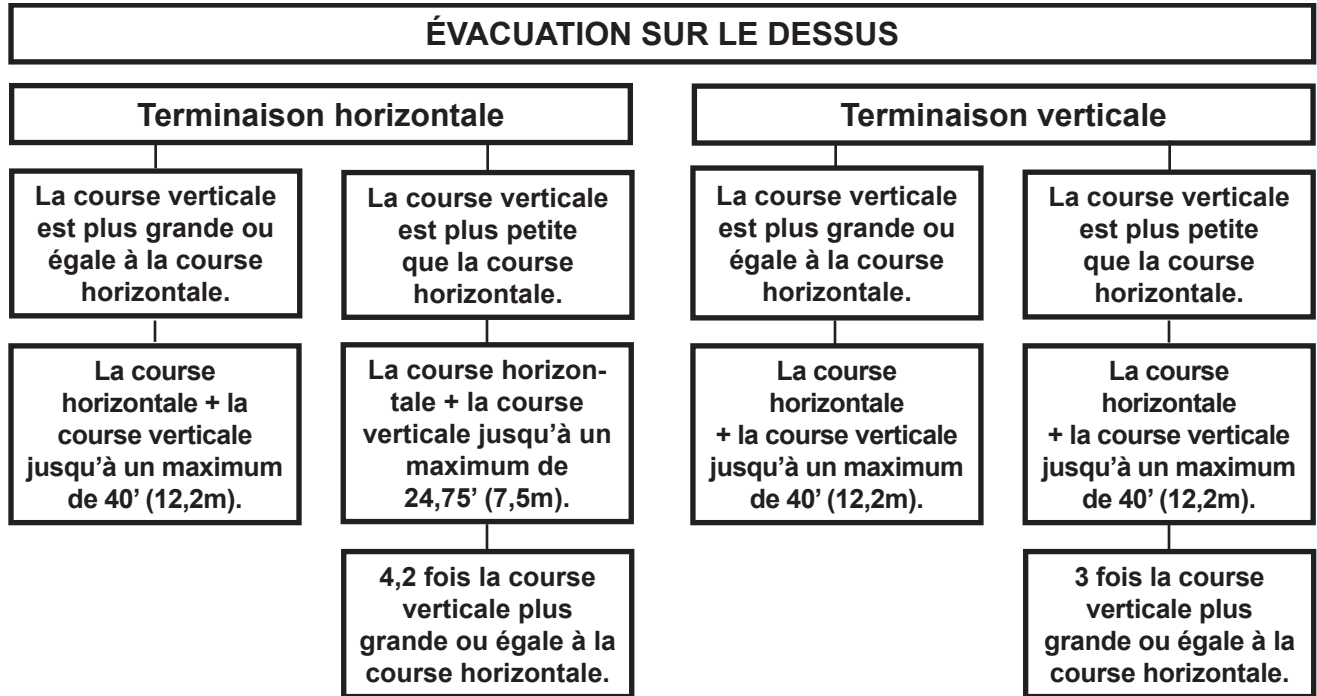 ÉVACUATION SUR LE DESSUS
Terminaison horizontale
La course verticale
est plus grande ou
égale à la course
horizontale.
La course
horizontale + la
course verticale
jusqu’à un maximum
de 40’ (12,2m).
La course verticale
est plus petite
que la course
horizontale.
La course horizon-
tale + la course
verticale jusqu’à un
maximum de
24,75’ (7,5m).
4,2 fois la course
verticale plus
grande ou égale à la
course horizontale.
Terminaison verticale
La course verticale
est plus grande ou
égale à la course
horizontale.
La course
horizontale
+ la course verticale
jusqu’à un maximum
de 40’ (12,2m).
La course verticale
est plus petite
que la course
horizontale.
La course
horizontale
+ la course verticale
jusqu’à un maximum
de 40’ (12,2m).
3 fois la course
verticale plus
grande ou égale à la
course horizontale.